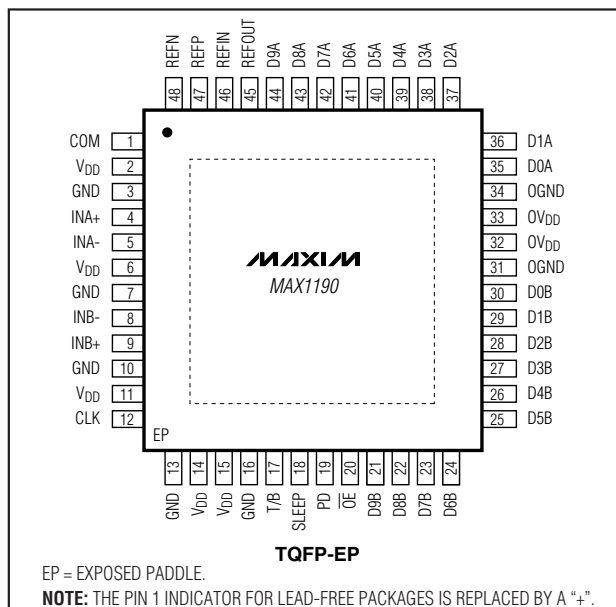 REFN REFP REFIN REFOUT D9A D8A D7A D6A D5A D4A D3A D2A
48 47 46 45 44 43 42 41 40 39 38 37
COM 1
VDD 2
GND 3
INA+ 4
INA- 5
VDD 6
GND 7
INB- 8
INB+ 9
GND 10
VDD 11
CLK 12
MAXIM
MAX1190
36 D1A
35 D0A
34 OGND
33 OVDD
32 OVDD
31 OGND
30 D0B
29 D1B
28 D2B
27 D3B
26 D4B
25 D5B
EP
13 14 15 16 17 18 19 20 21 22 23 24
GND VDD VDD GND T/B SLEEP PD OE D9B D8B D7B D6B
TQFP-EP
EP = EXPOSED PADDLE.
NOTE: THE PIN 1 INDICATOR FOR LEAD-FREE PACKAGES IS REPLACED BY A “+”.